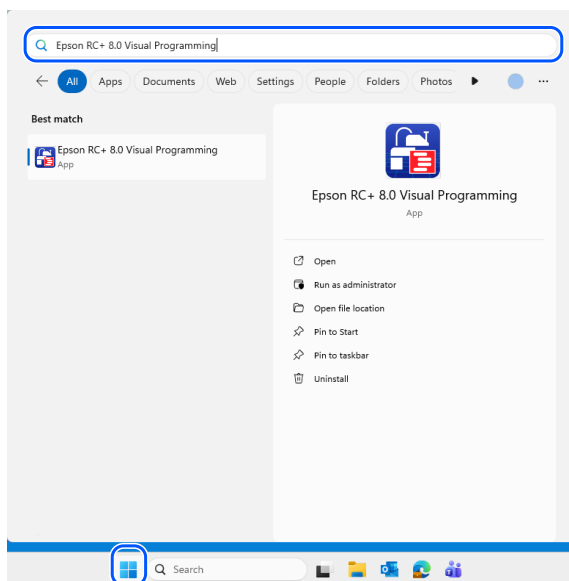 Epson RC+ 8.0 Visual Programming
All Apps Documents Web Settings People Folders Photos
Best match
Epson RC+ 8.0 Visual Programming
App
Epson RC+ 8.0 Visual Programming
App
Open
Run as administrator
Open file location
Pin to Start
Pin to taskbar
Uninstall
Search